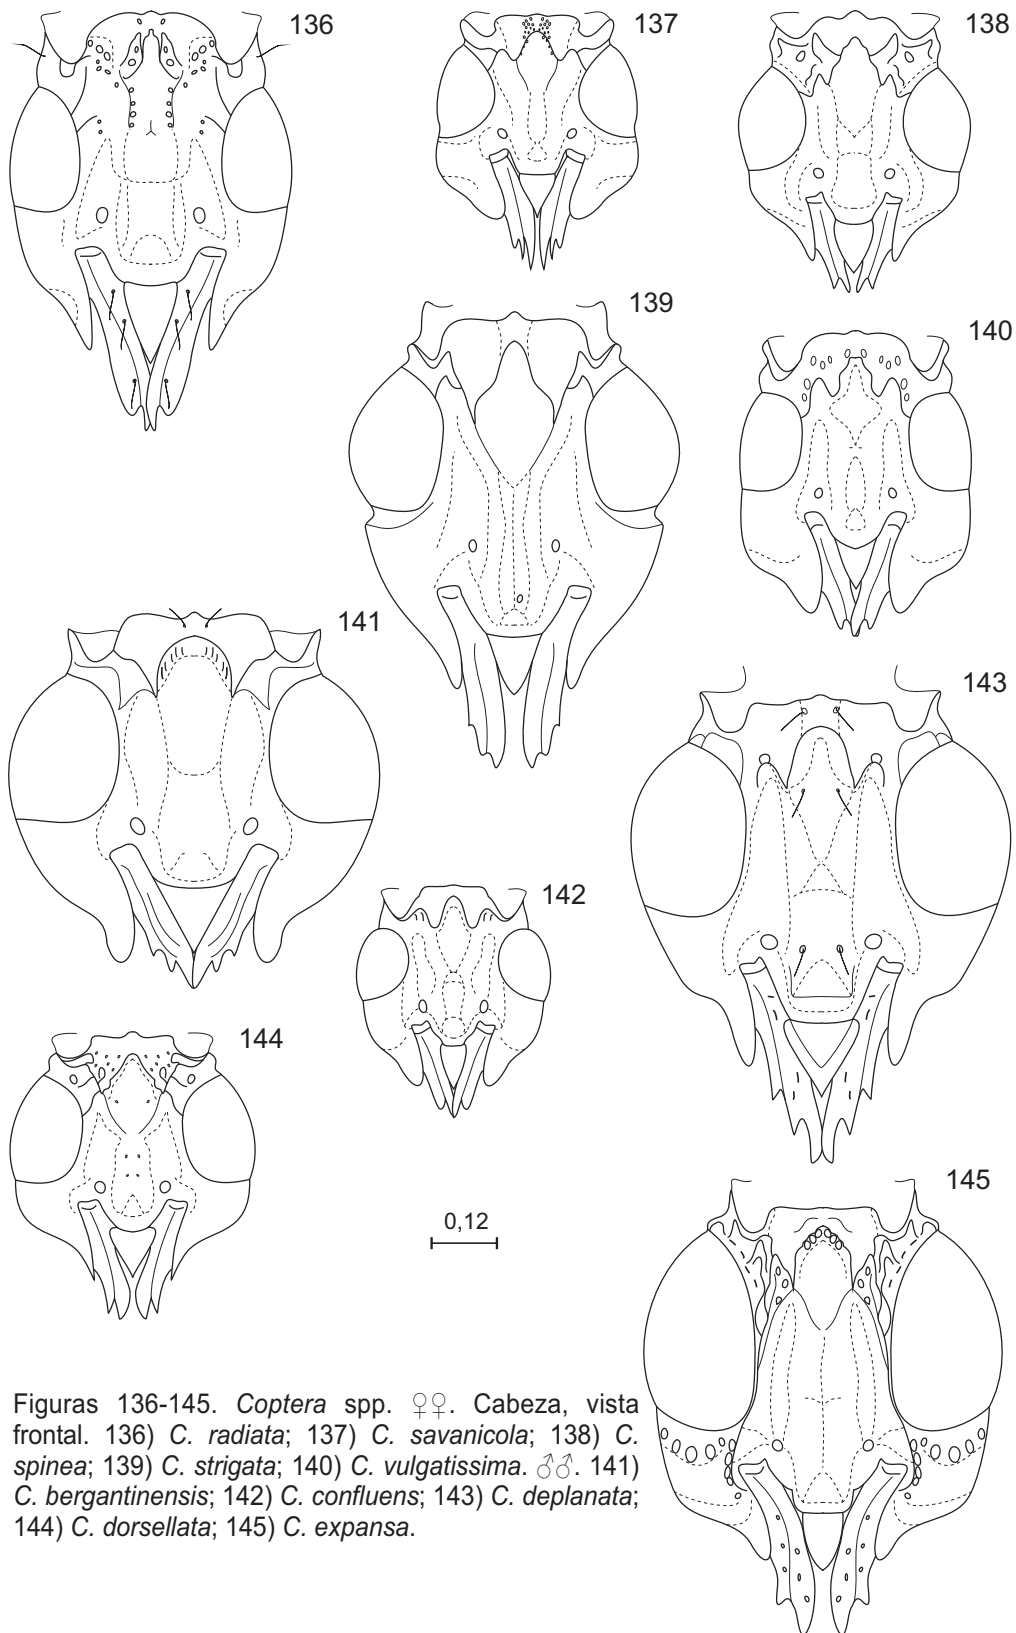 136
137
138
139
140
141
143
142
144
145
0,12
Figuras 136-145. Coptera spp. ♀♀. Cabeza, vista
frontal. 136) C. radiata; 137) C. savanicola; 138) C.
spinea; 139) C. strigata; 140) C. vulgatissima. ♂♂. 141)
C. bergantinensis; 142) C. confluens; 143) C. deplanata;
144) C. dorsellata; 145) C. expansa.